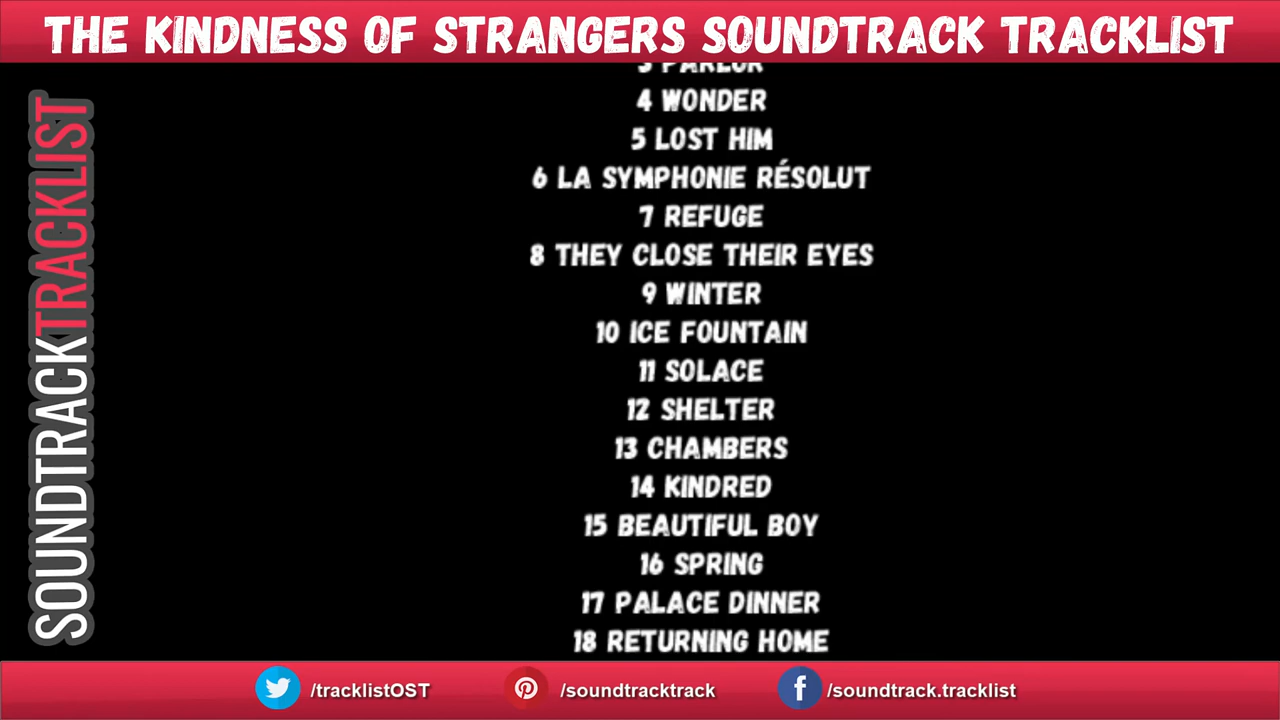 THE KINDNESS OF STRANGERS SOUNDTRACK TRACKLIST
SOUNDTRACKTRACKLIST
3 PARLOR
4 WONDER
5 LOST HIM
6 LA SYMPHONIE RÉSOLUT
7 REFUGE
8 THEY CLOSE THEIR EYES
9 WINTER
10 ICE FOUNTAIN
11 SOLACE
12 SHELTER
13 CHAMBERS
14 KINDRED
15 BEAUTIFUL BOY
16 SPRING
17 PALACE DINNER
18 RETURNING HOME
/tracklistOST /soundtracktrack /soundtrack.tracklist